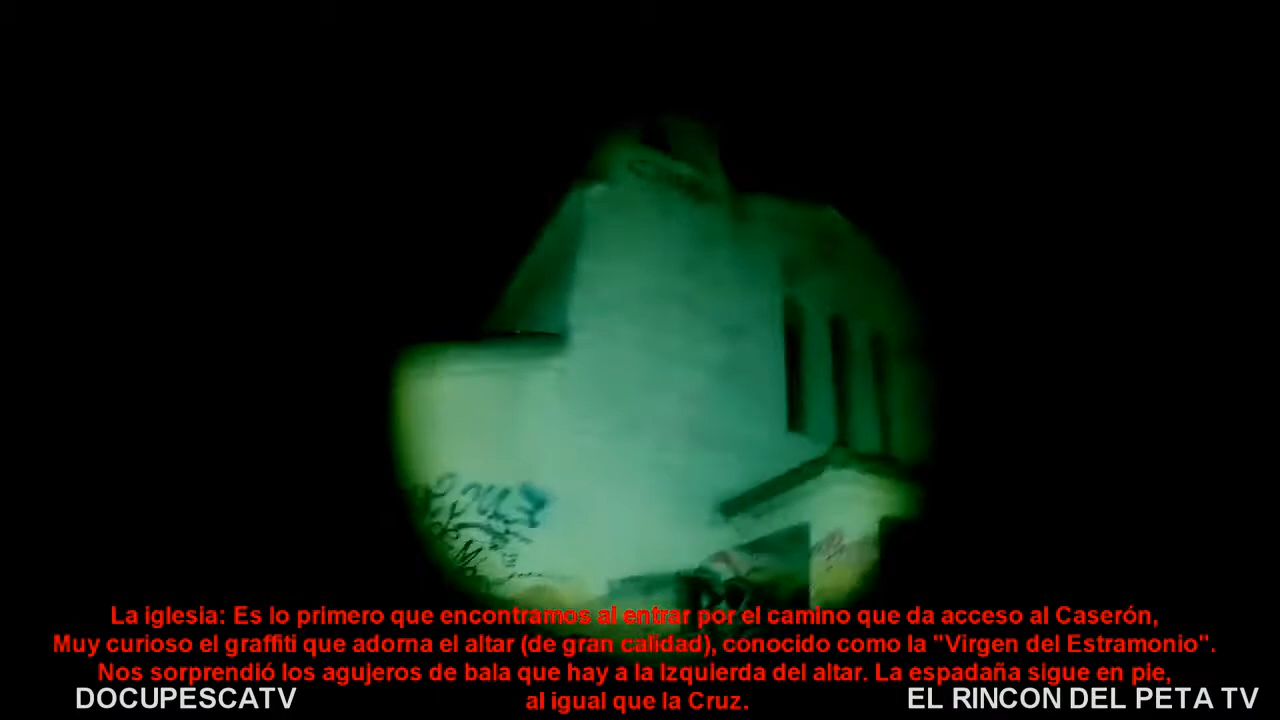 La iglesia: Es lo primero que encontramos al entrar por el camino que da acceso al Caserón,
Muy curioso el graffiti que adorna el altar (de gran calidad), conocido como la "Virgen del Estramonio".
Nos sorprendió los agujeros de bala que hay a la izquierda del altar. La espadaña sigue en pie,
al igual que la Cruz.
DOCUPESCATV
EL RINCON DEL PETA TV